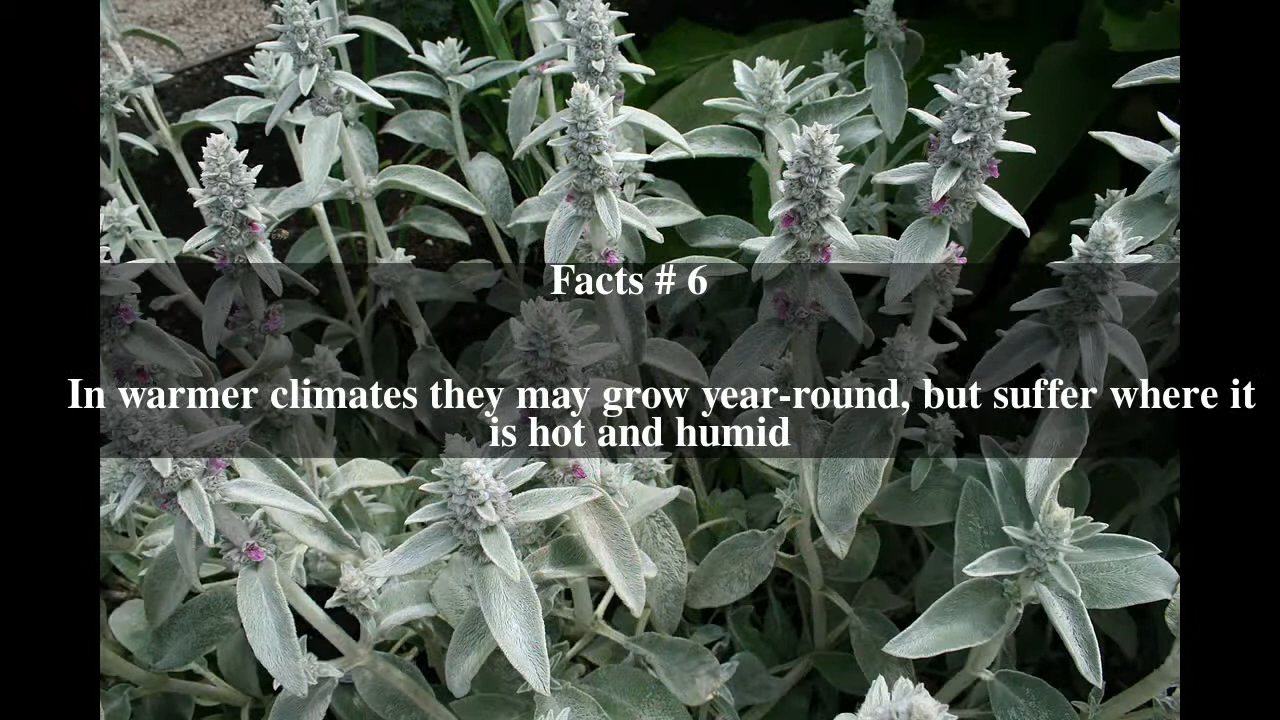 Facts # 6
In warmer climates they may grow year-round, but suffer where it
is hot and humid